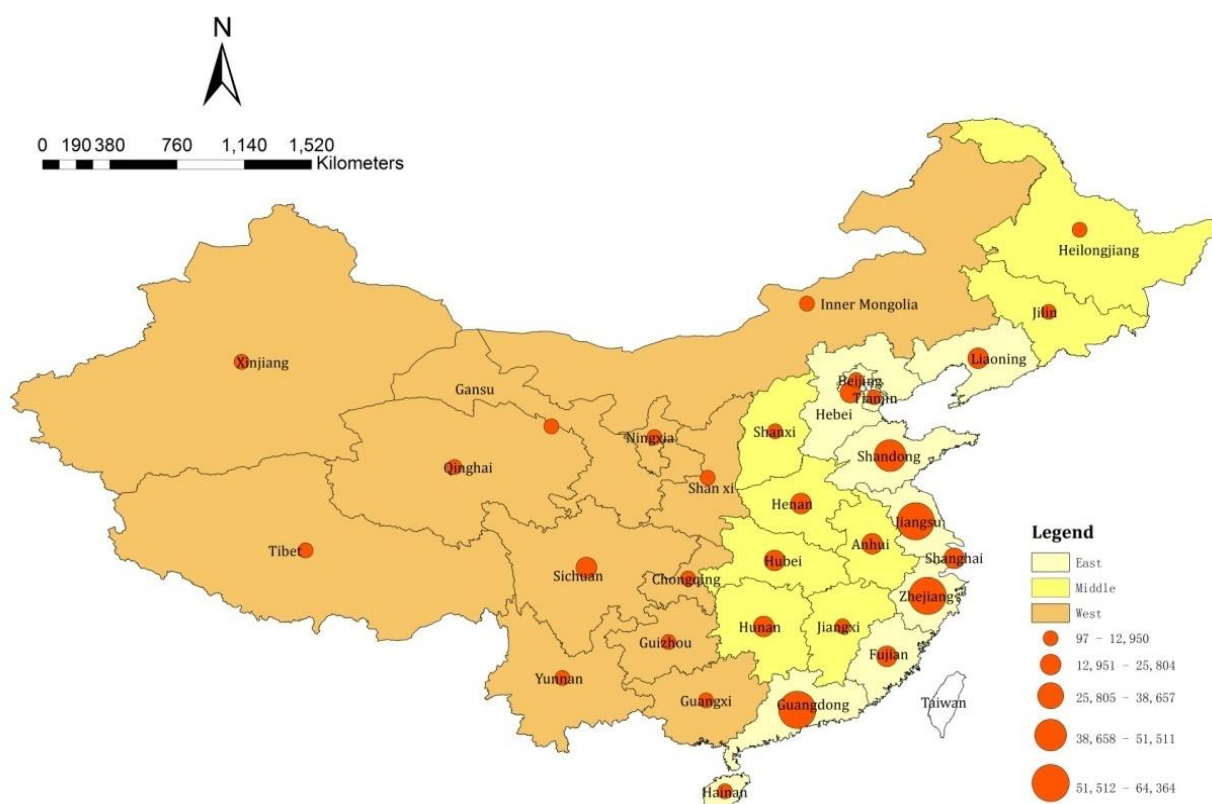 N
0 190 380 760 1,140 1,520
Kilometers
Heilongjiang
Inner Mongolia
Jilin
Liaoning
Xinjiang
Beijing
Gansu
Tianjin
Hebei
Shanxi
Ningxia
Shandong
Qinghai
Shan xi
Henan
Jiangsu
Anhui
Tibet
Shanghai
Hubei
Sichuan
Chongqing
Zhejiang
Hunan
Jiangxi
Guizhou
Fujian
Yunnan
Guangxi
Guangdong
Taiwan
Hainan
Legend
East
Middle
West
97 - 12,950
12,951 - 25,804
25,805 - 38,657
38,658 - 51,511
51,512 - 64,364